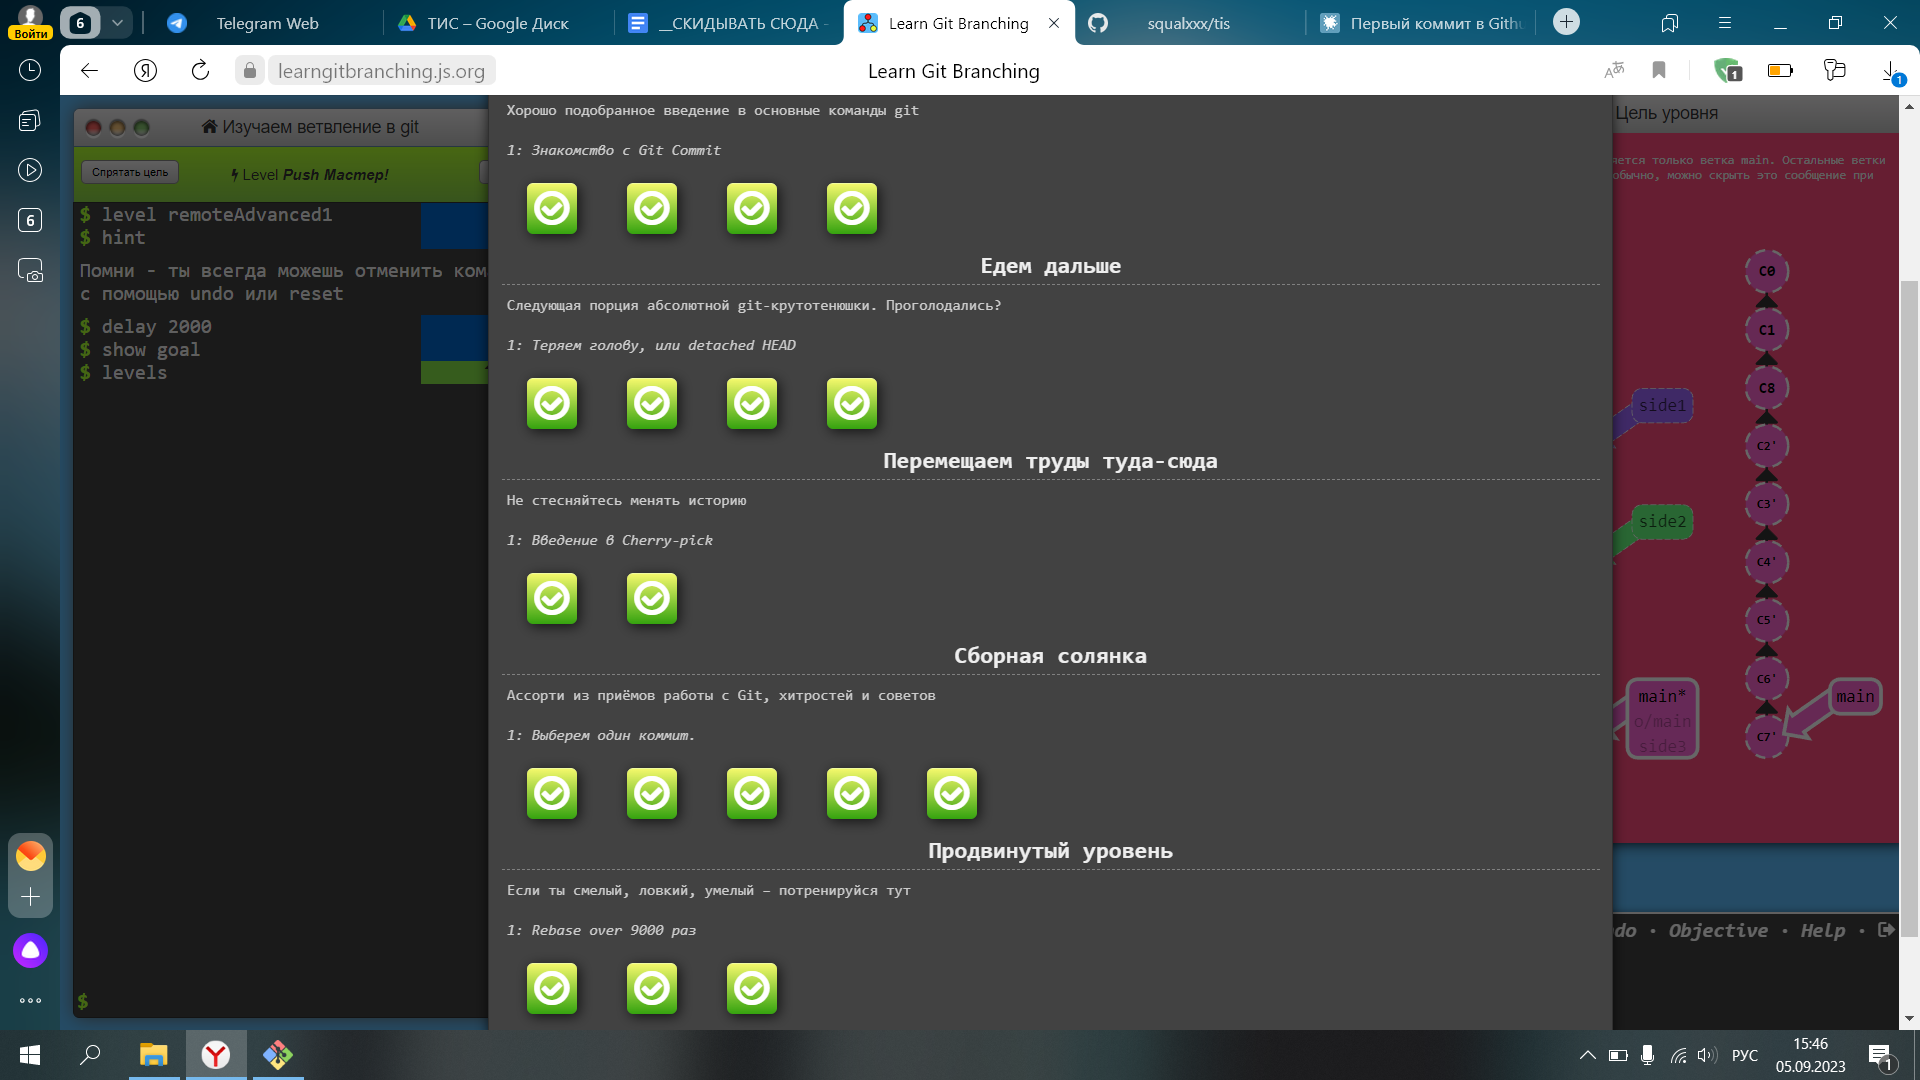 Войти
6
Telegram Web
ТИС – Google Диск
__СКИДЫВАТЬ СЮДА -
Learn Git Branching
squalxxx/tis
Первый коммит в Githu
learngitbranching.js.org
Learn Git Branching
1
1
6
Изучаем ветвление в git
Спрятать цель
Level Push Мастер!
$ level remoteAdvanced1
$ hint
Помни - ты всегда можешь отменить ком
с помощью undo или reset
$ delay 2000
$ show goal
$ levels
$
Хорошо подобранное введение в основные команды git
1: Знакомство с Git Commit
Едем дальше
Следующая порция абсолютной git-крутотенюшки. Проголодались?
1: Теряем голову, или detached HEAD
Перемещаем труды туда-сюда
Не стесняйтесь менять историю
1: Введение в Cherry-pick
Сборная солянка
Ассорти из приёмов работы с Git, хитростей и советов
1: Выберем один коммит.
Продвинутый уровень
Если ты смелый, ловкий, умелый – потренируйся тут
1: Rebase over 9000 раз
Цель уровня
яется только ветка main. Остальные ветки
обычно, можно скрыть это сообщение при
C0
C1
C8
side1
C2'
C3'
side2
C4'
C5'
C6'
main*
o/main
side3
main
C7'
do • Objective • Help •
РУС
15:46
05.09.2023
1